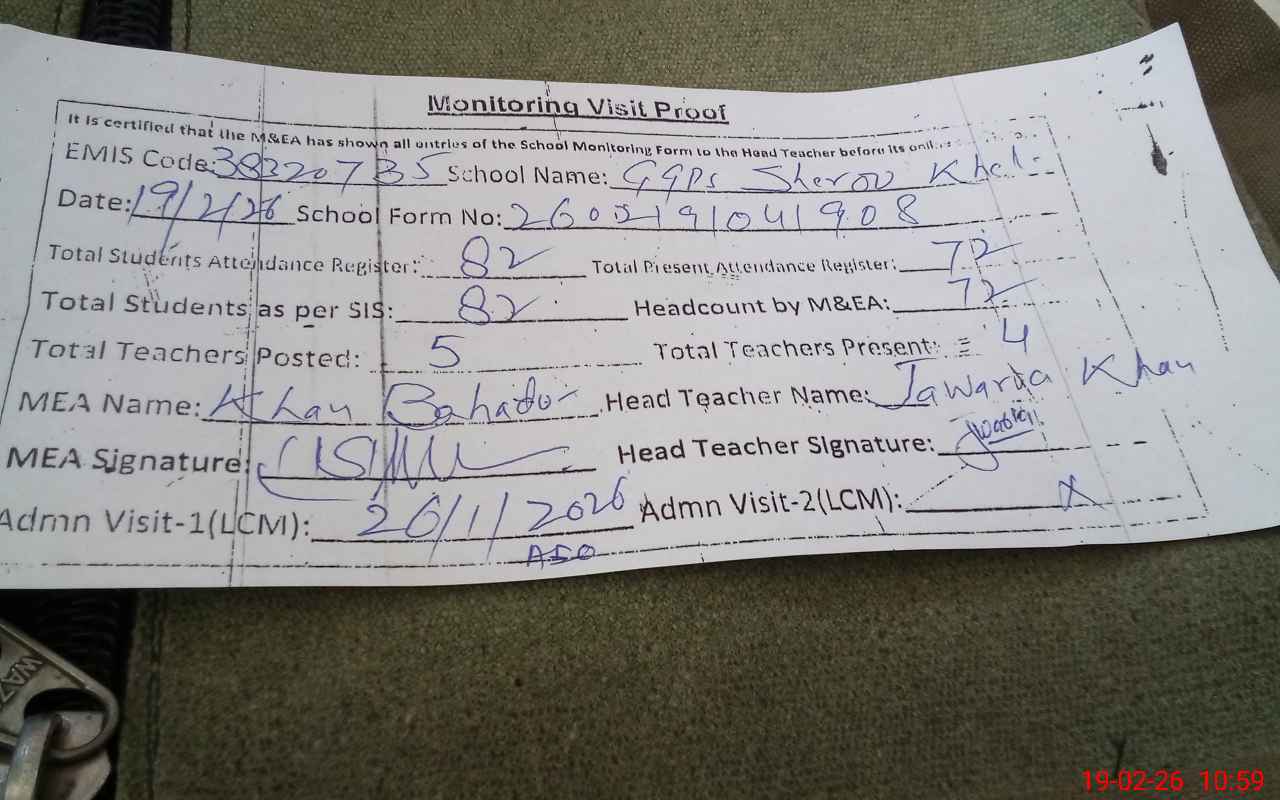 Monitoring Visit Proof
It is certified that the M&EA has shown all entries of the School Monitoring Form to the Head Teacher before its
EMIS Code: 38320735 School Name: GGPS Sherov Khel
Date: 19/2/26 School Form No: 2602191041908
Total Students Attendance Register: 82 Total Present Attendance Register: 72
Total Students as per SIS: 82 Headcount by M&EA: 72
Total Teachers Posted: 5 Total Teachers Present: 4
MEA Name: Khan Bahador Head Teacher Name: Jawaria Khan
MEA Signature: Head Teacher Signature:
Admn Visit-1(LCM): 26/1/2026 Admn Visit-2(LCM): X
ASO
19-02-26 10:59